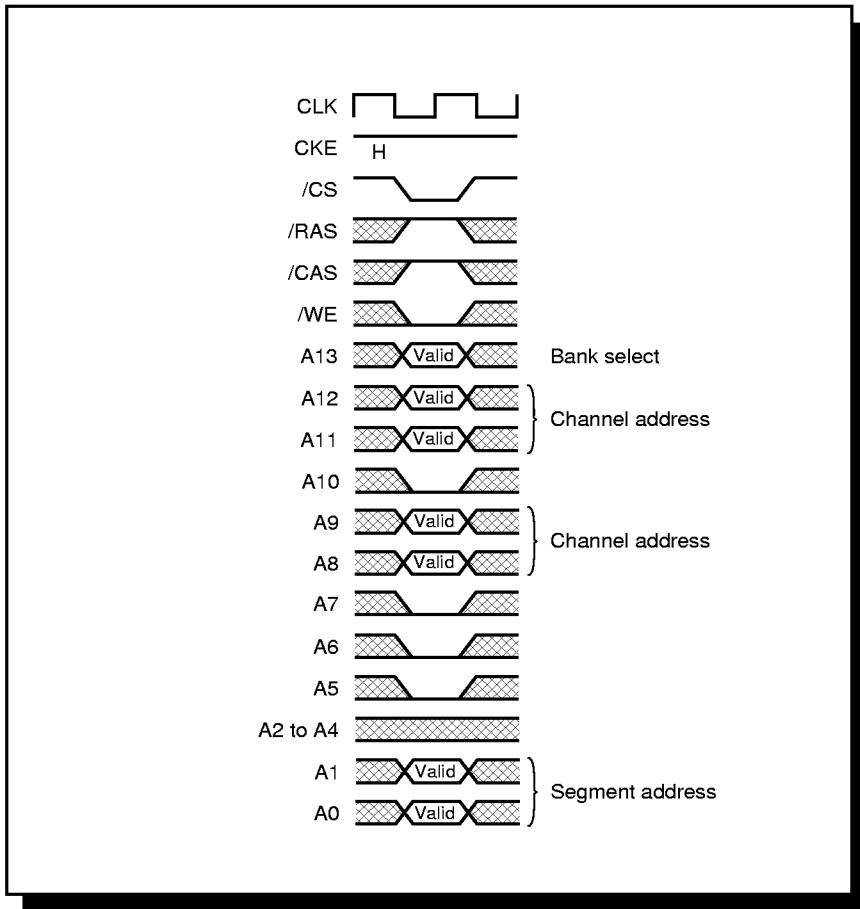 CLK
CKE
H
/CS
/RAS
/CAS
/WE
A13 Valid Bank select
A12 Valid
Channel address
A11 Valid
A10
A9 Valid
Channel address
A8 Valid
A7
A6
A5
A2 to A4
A1 Valid
Segment address
A0 Valid